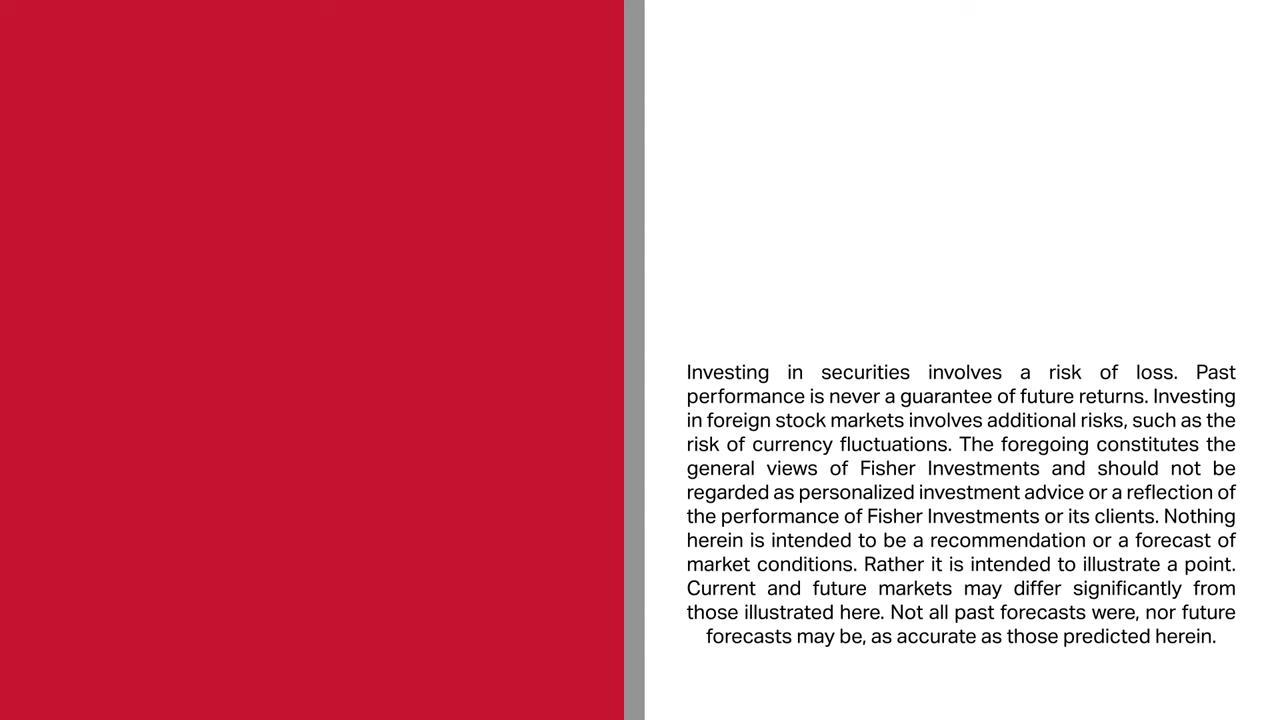 Investing in securities involves a risk of loss. Past
performance is never a guarantee of future returns. Investing
in foreign stock markets involves additional risks, such as the
risk of currency fluctuations. The foregoing constitutes the
general views of Fisher Investments and should not be
regarded as personalized investment advice or a reflection of
the performance of Fisher Investments or its clients. Nothing
herein is intended to be a recommendation or a forecast of
market conditions. Rather it is intended to illustrate a point.
Current and future markets may differ significantly from
those illustrated here. Not all past forecasts were, nor future
forecasts may be, as accurate as those predicted herein.